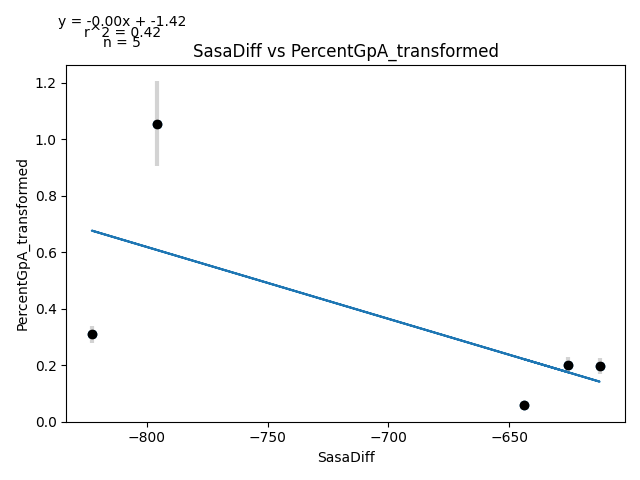 y = -0.00x + -1.42
r^2 = 0.42
n = 5
SasaDiff vs PercentGpA_transformed
PercentGpA_transformed
1.2
1.0
0.8
0.6
0.4
0.2
0.0
−800
−750
−700
−650
SasaDiff